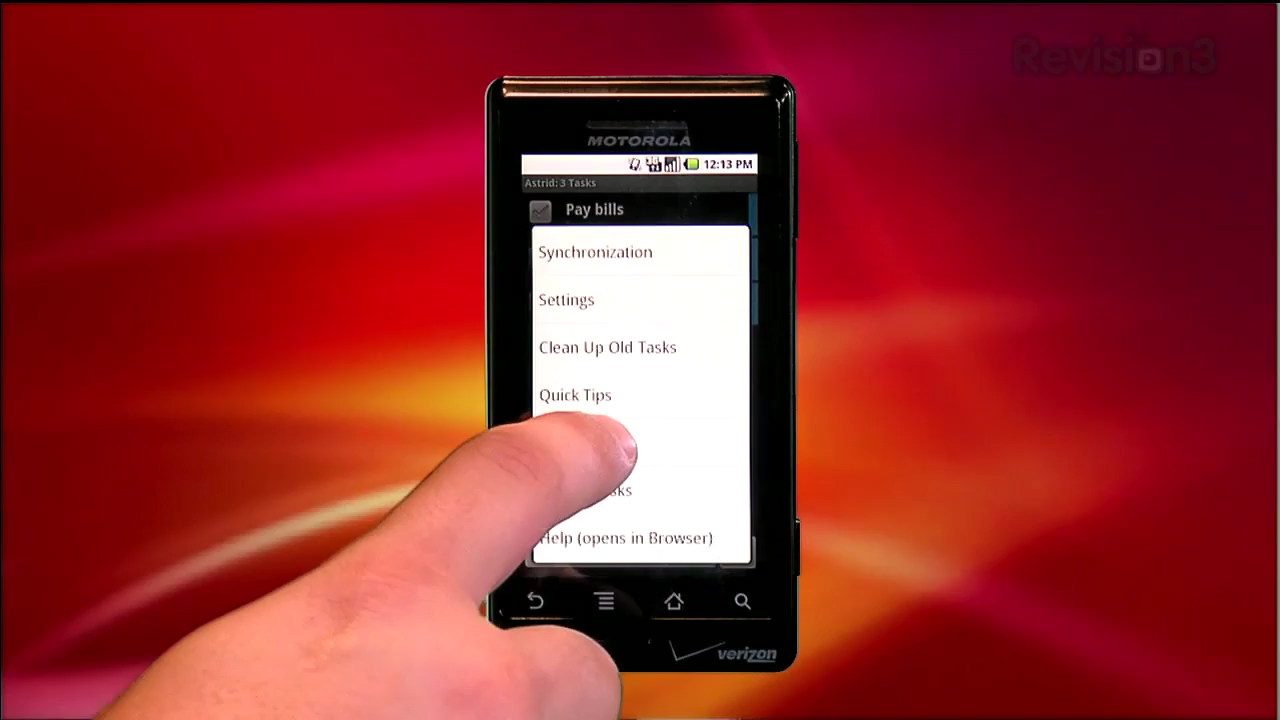 Revision3
MOTOROLA
12:13 PM
Astrid: 3 Tasks
Pay bills
Synchronization
Settings
Clean Up Old Tasks
Quick Tips
Help (opens in Browser)
verizon